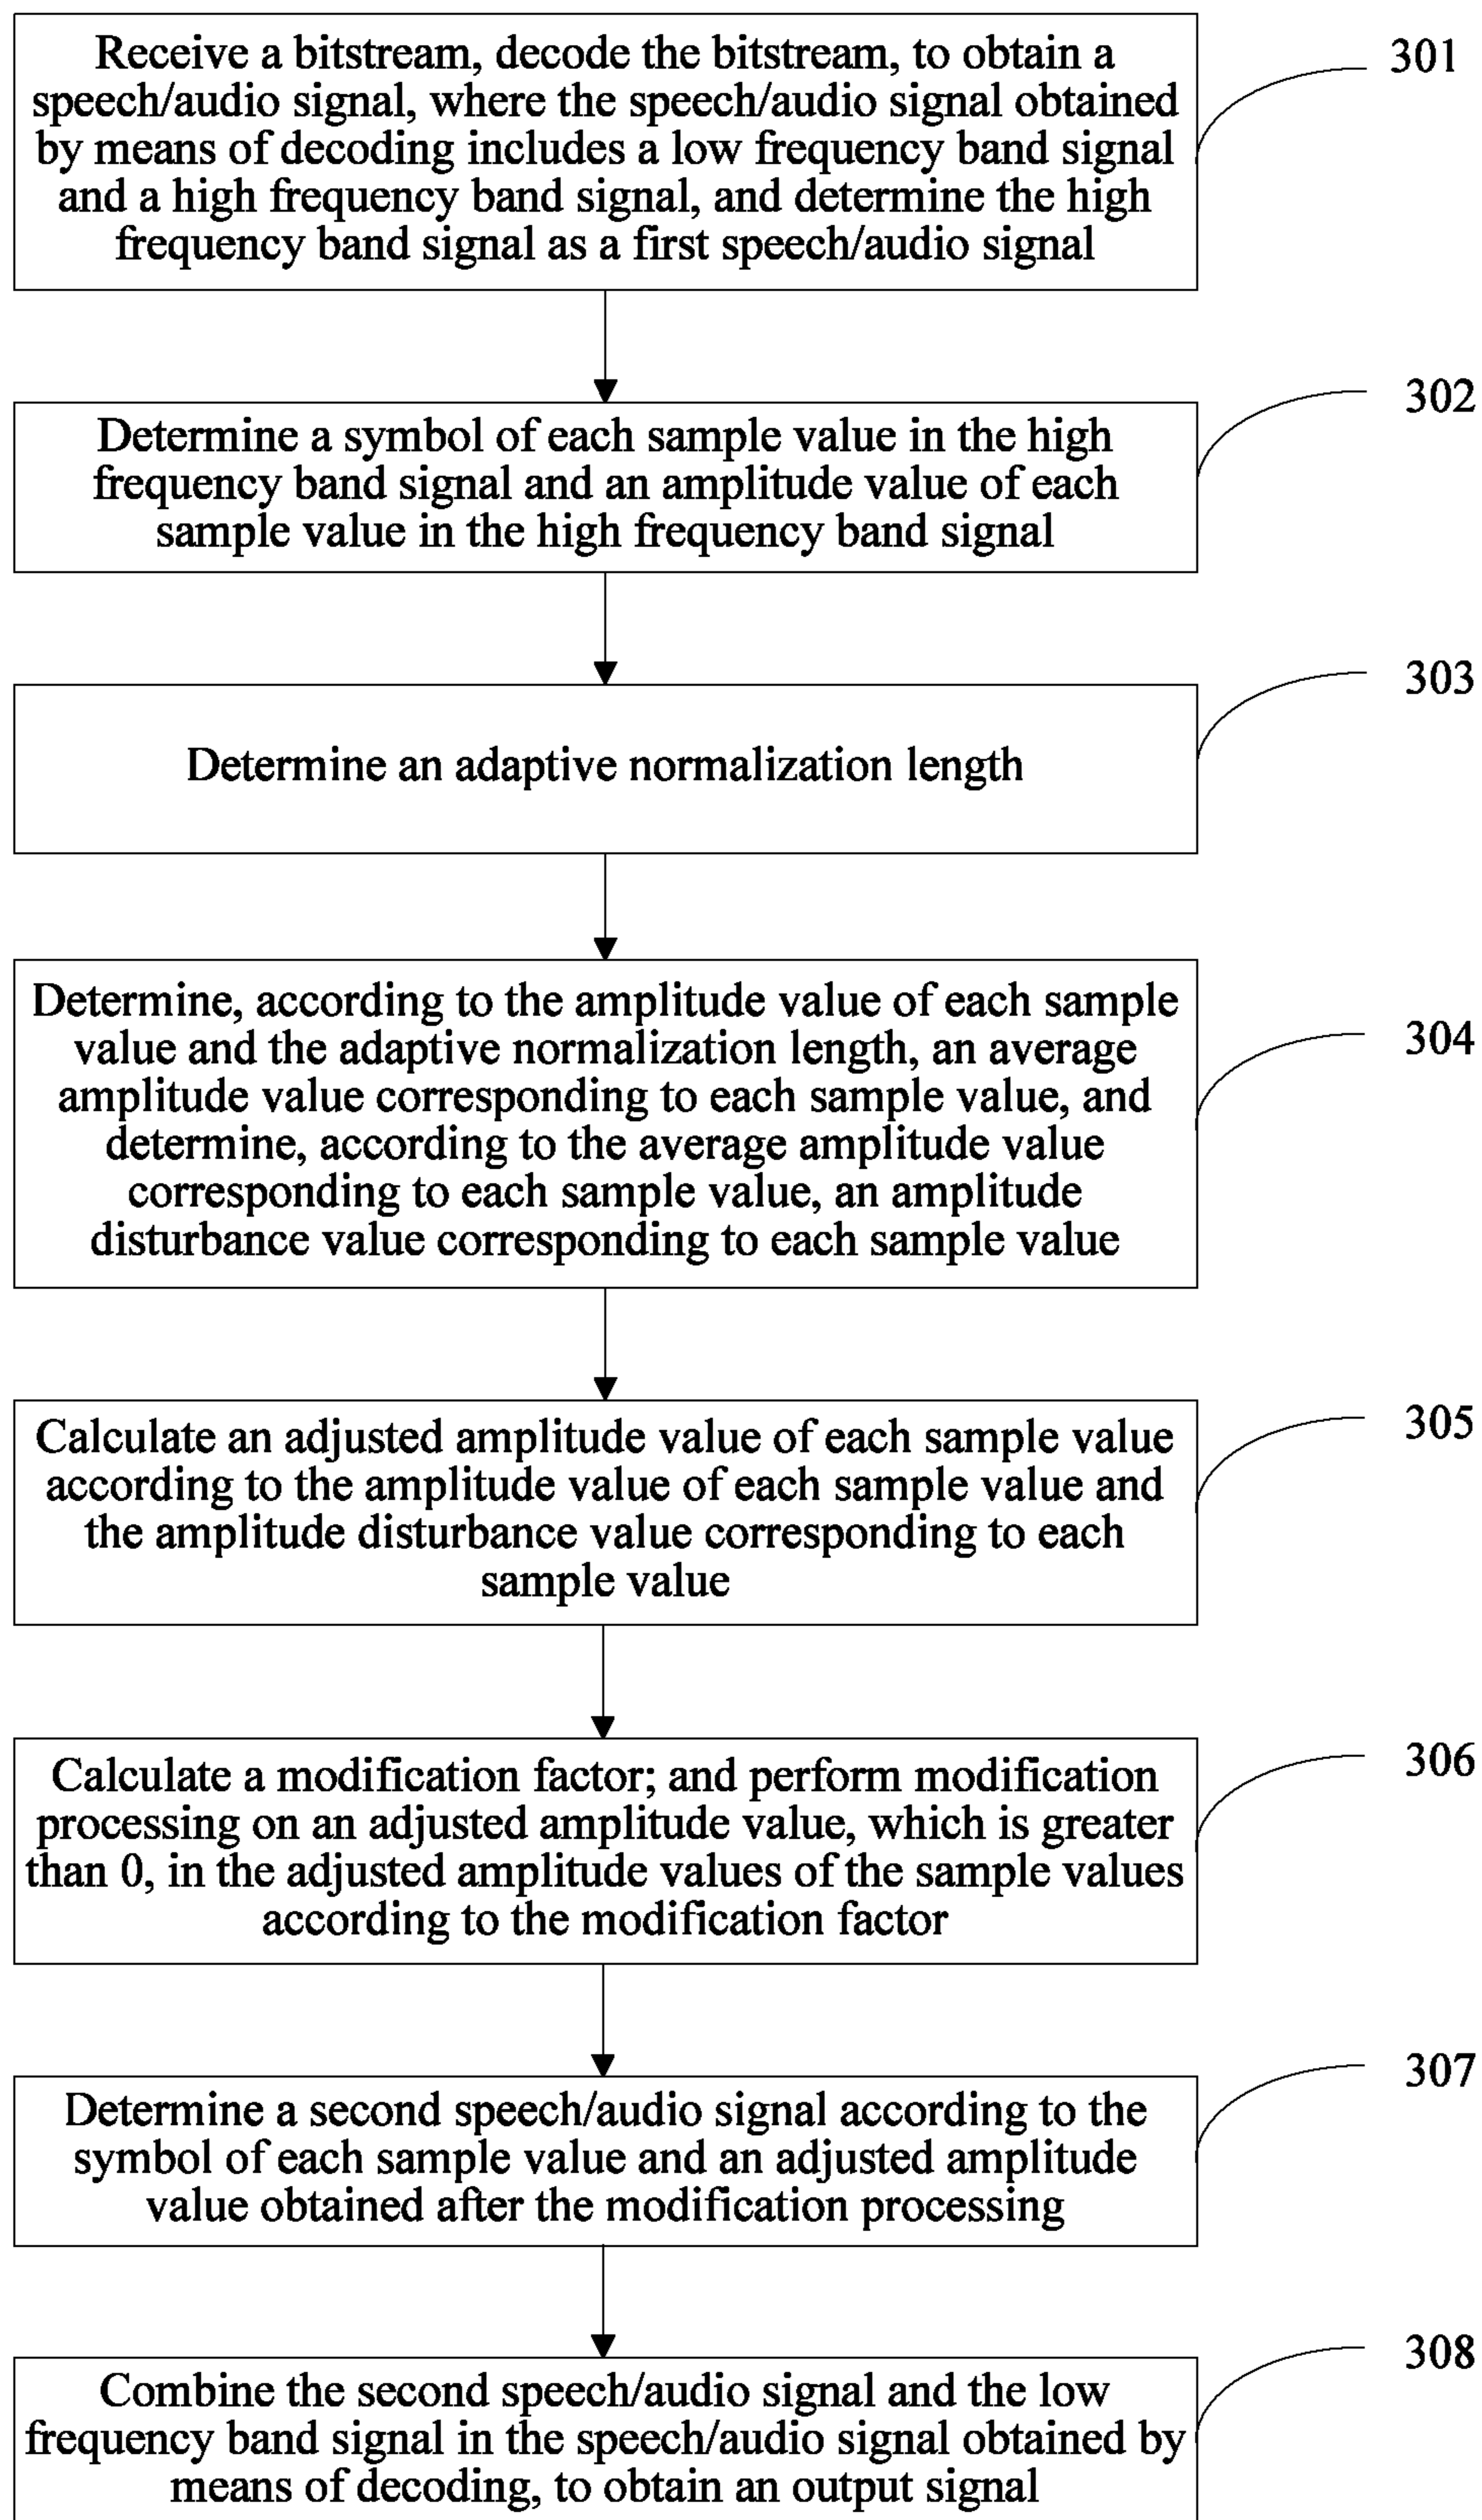 Receive a bitstream, decode the bitstream, to obtain a
speech/audio signal, where the speech/audio signal obtained
by means of decoding includes a low frequency band signal
and a high frequency band signal, and determine the high
frequency band signal as a first speech/audio signal
301
Determine a symbol of each sample value in the high
frequency band signal and an amplitude value of each
sample value in the high frequency band signal
302
Determine an adaptive normalization length
303
Determine, according to the amplitude value of each sample
value and the adaptive normalization length, an average
amplitude value corresponding to each sample value, and
determine, according to the average amplitude value
corresponding to each sample value, an amplitude
disturbance value corresponding to each sample value
304
Calculate an adjusted amplitude value of each sample value
according to the amplitude value of each sample value and
the amplitude disturbance value corresponding to each
sample value
305
Calculate a modification factor; and perform modification
processing on an adjusted amplitude value, which is greater
than 0, in the adjusted amplitude values of the sample values
according to the modification factor
306
Determine a second speech/audio signal according to the
symbol of each sample value and an adjusted amplitude
value obtained after the modification processing
307
Combine the second speech/audio signal and the low
frequency band signal in the speech/audio signal obtained by
means of decoding, to obtain an output signal
308